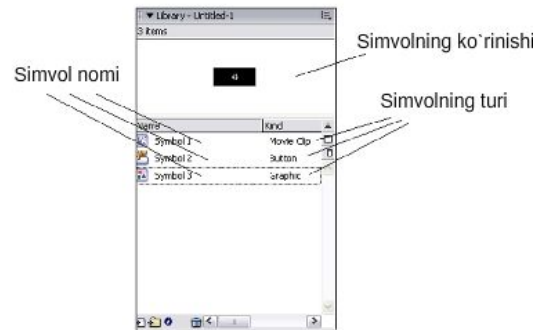 Library - Untitled-1
3 items
Simvolning ko`rinishi
Simvol nomi
Simvolning turi
Name Kind
Symbol 1 Movie Clip
Symbol 2 Button
Symbol 3 Graphic